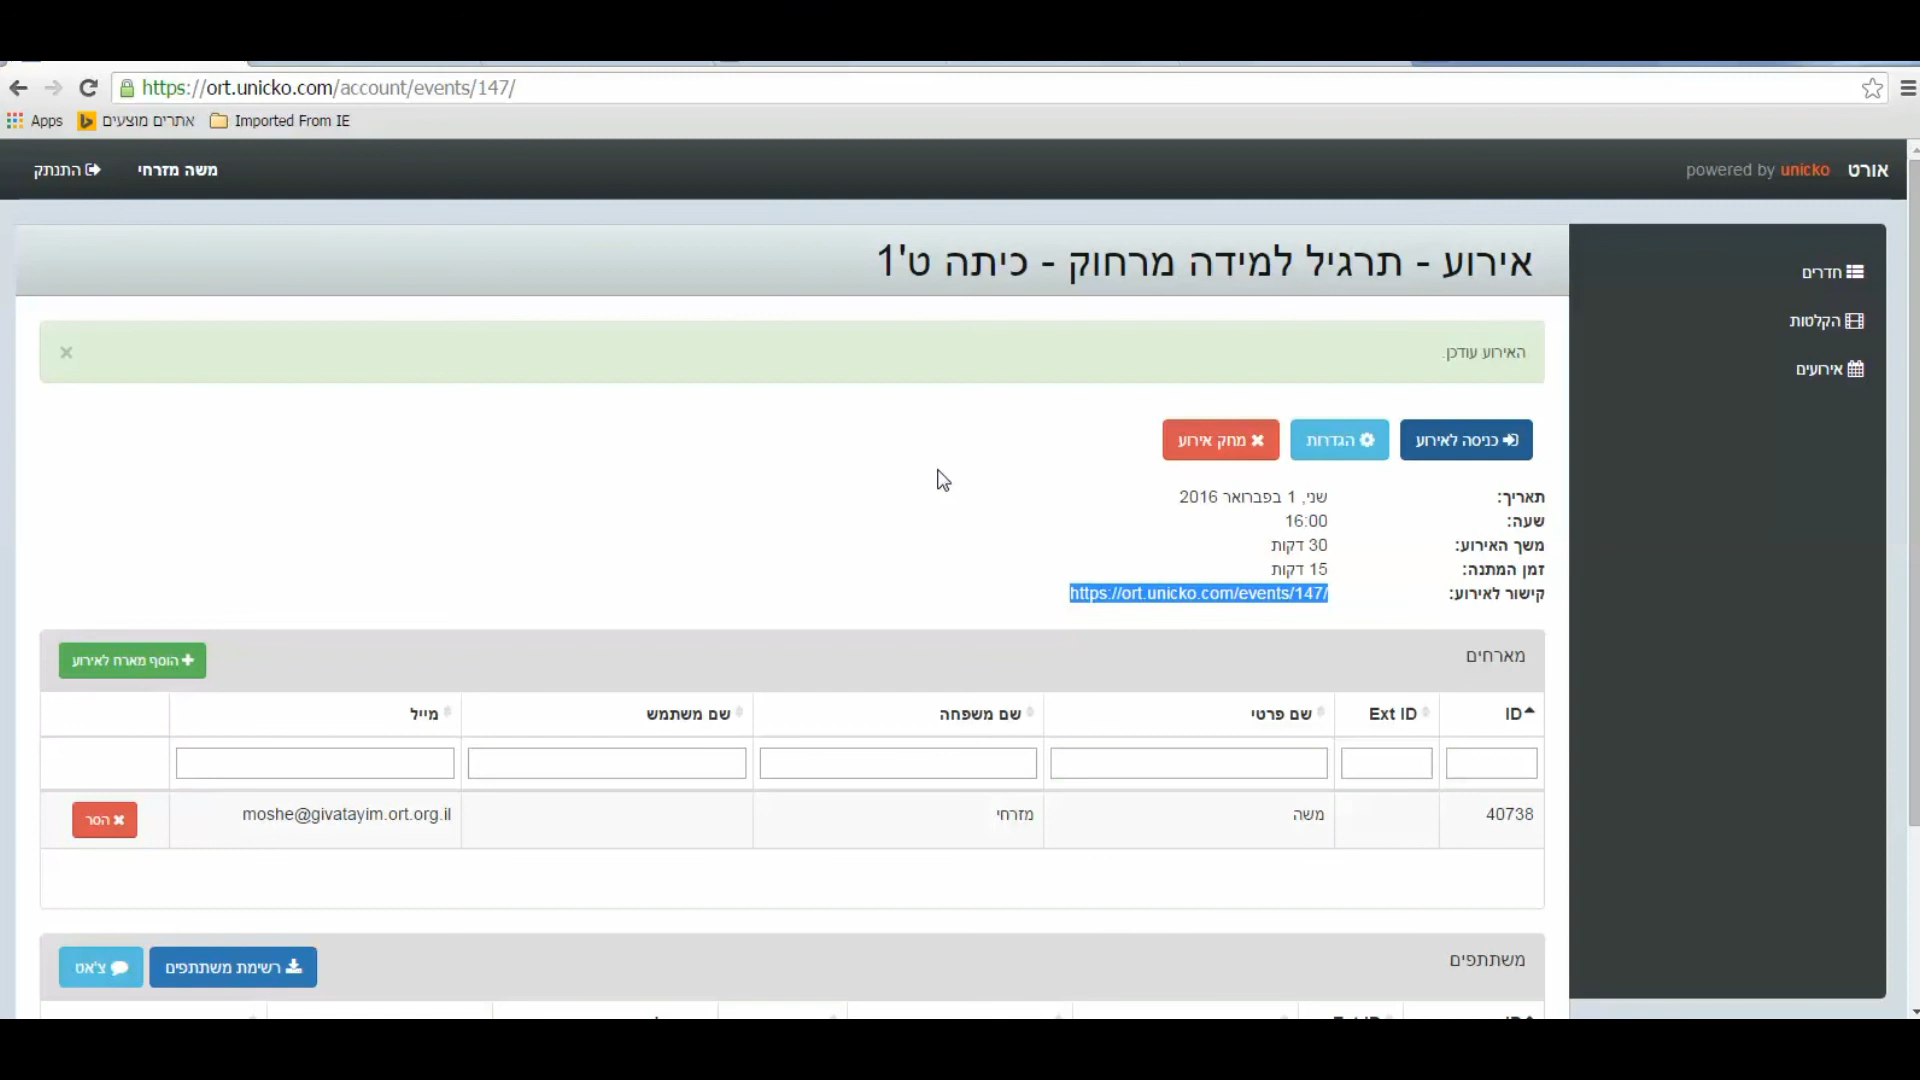 https://ort.unicko.com/account/events/147/
Apps אתרים מוצעים Imported From IE
אורט powered by unicko
משה מזרחי התנתק
חדרים
הקלטות
אירועים
אירוע - תרגיל למידה מרחוק - כיתה ט'1
האירוע עודכן.
כניסה לאירוע הגדרות מחק אירוע
תאריך: שני, 1 בפברואר 2016
שעה: 16:00
משך האירוע: 30 דקות
זמן המתנה: 15 דקות
קישור לאירוע: https://ort.unicko.com/events/147/
מארחים הוסף מארח לאירוע
ID Ext ID שם פרטי שם משפחה שם משתמש מייל
40738 משה מזרחי moshe@givatayim.ort.org.il הסר
משתתפים רשימת משתתפים צ'אט